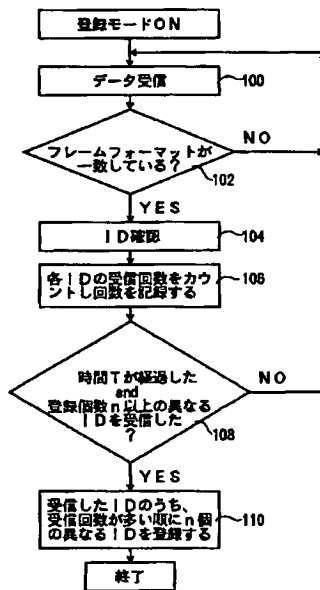 登録モードON
データ受信
100
フレームフォーマットが
一致している?
NO
102
YES
ID確認
104
各IDの受信回数をカウ
ントし回数を記録する
106
時間Tが経過した
and
登録個数n以上の異なる
IDを受信した
?
NO
108
YES
受信したIDのうち、
受信回数が多い順にn個
の異なるIDを登録する
110
終了